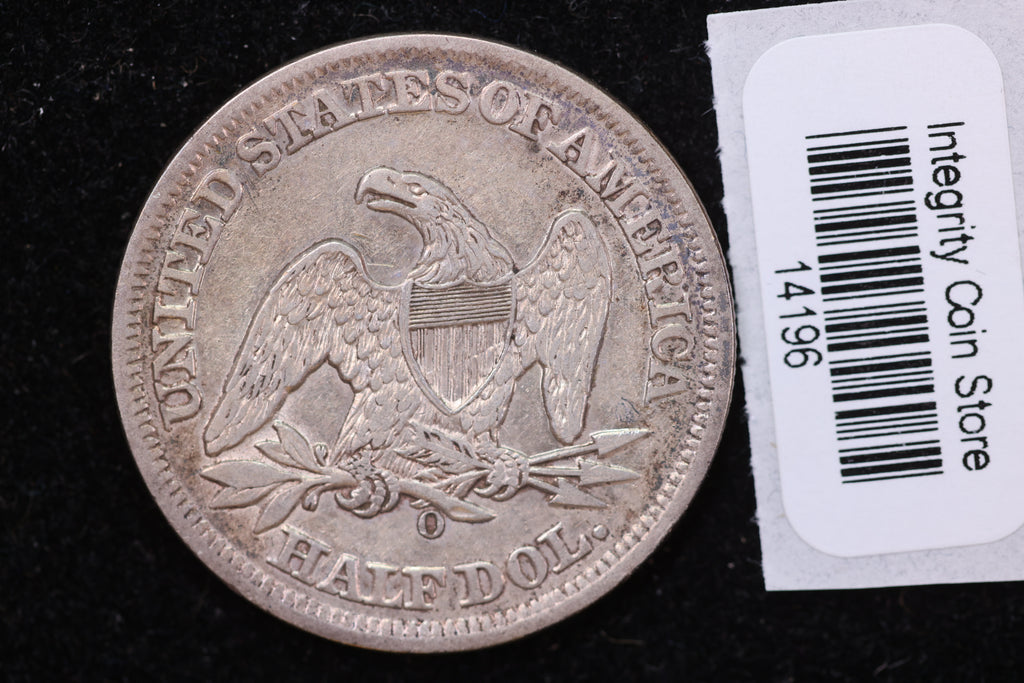 UNITED STATES OF AMERICA
O
HALF DOL.
Integrity Coin Store
14196